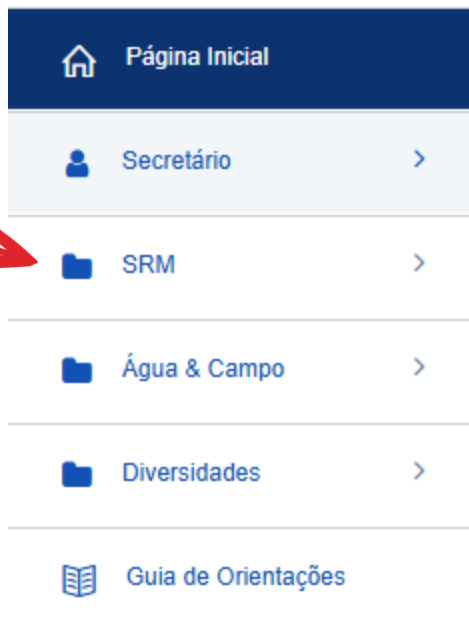 Página Inicial
Secretário
SRM
Água & Campo
Diversidades
Guia de Orientações